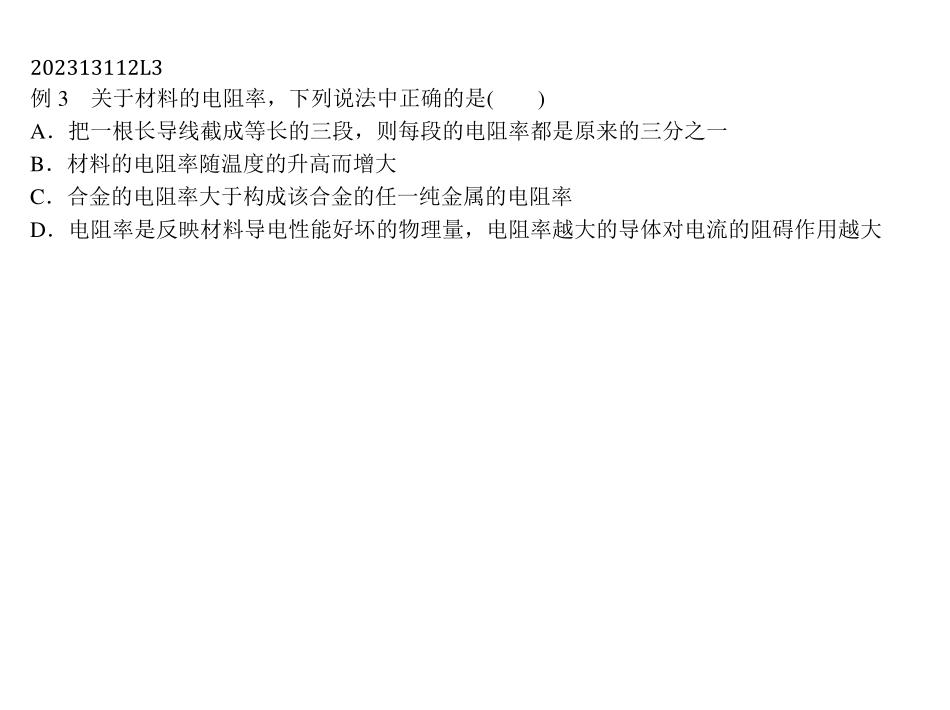 202313112L3
例 3　关于材料的电阻率，下列说法中正确的是(　　)
A．把一根长导线截成等长的三段，则每段的电阻率都是原来的三分之一
B．材料的电阻率随温度的升高而增大
C．合金的电阻率大于构成该合金的任一纯金属的电阻率
D．电阻率是反映材料导电性能好坏的物理量，电阻率越大的导体对电流的阻碍作用越大